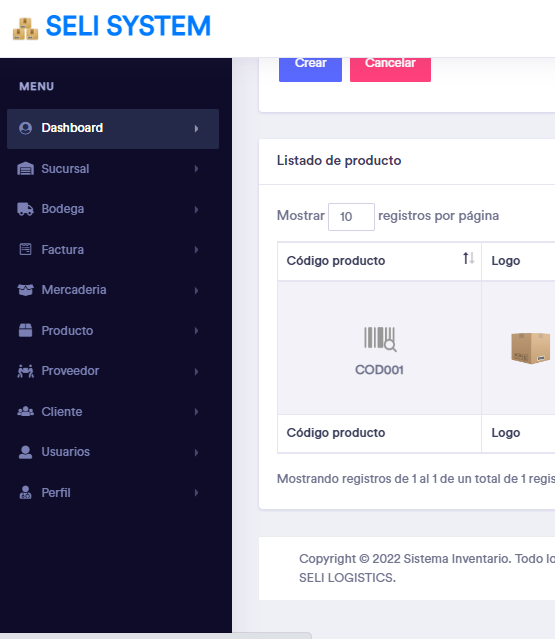 SELI SYSTEM
MENU
Dashboard
Sucursal
Bodega
Factura
Mercaderia
Producto
Proveedor
Cliente
Usuarios
Perfil
Crear Cancelar
Listado de producto
Mostrar 10 registros por página
Código producto Logo
COD001
Código producto Logo
Mostrando registros de 1 al 1 de un total de 1 regis
Copyright © 2022 Sistema Inventario. Todo lo
SELI LOGISTICS.